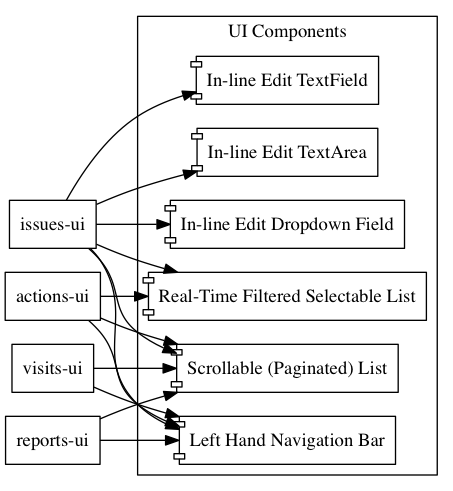 UI Components
In-line Edit TextField
In-line Edit TextArea
issues-ui
In-line Edit Dropdown Field
actions-ui
Real-Time Filtered Selectable List
visits-ui
Scrollable (Paginated) List
reports-ui
Left Hand Navigation Bar